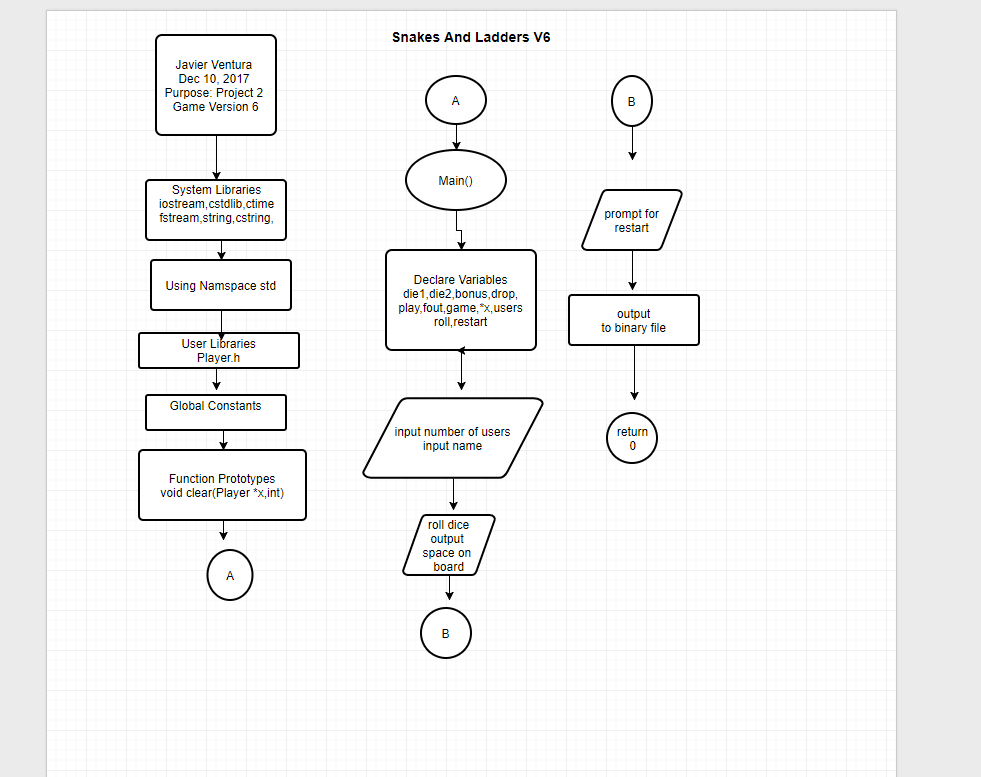 Snakes And Ladders V6
Javier Ventura
Dec 10, 2017
Purpose: Project 2
Game Version 6
System Libraries
iostream,cstdlib,ctime
fstream,string,cstring,
Using Namspace std
User Libraries
Player.h
Global Constants
Function Prototypes
void clear(Player *x,int)
A
A
Main()
Declare Variables
die1,die2,bonus,drop,
play,fout,game,*x,users
roll,restart
input number of users
input name
roll dice
output
space on
board
B
B
prompt for
restart
output
to binary file
return
0